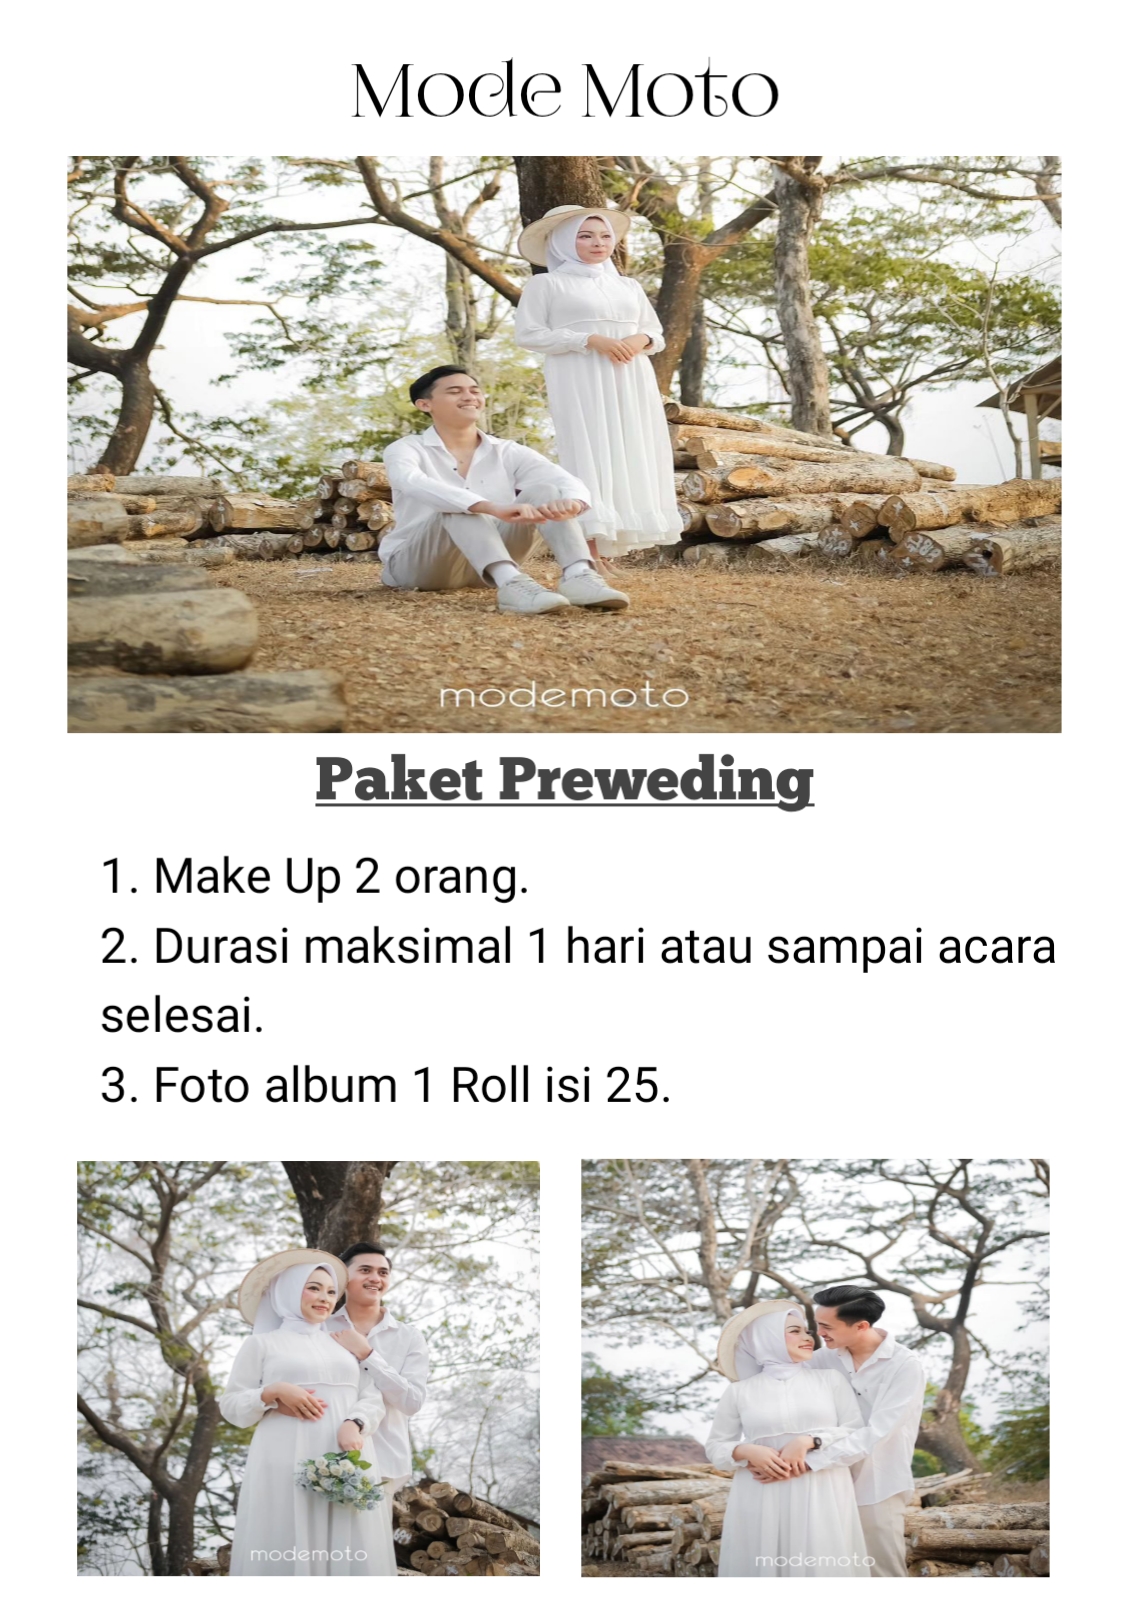 Mode Moto
modemoto
Paket Preweding
1. Make Up 2 orang.
2. Durasi maksimal 1 hari atau sampai acara
selesai.
3. Foto album 1 Roll isi 25.
modemoto
modemoto